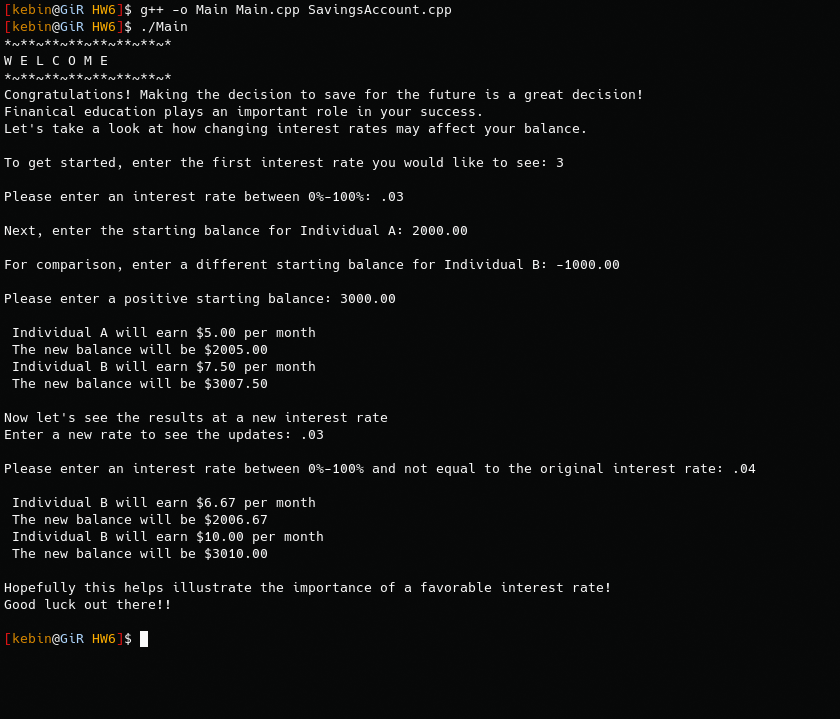 [kebin@GiR HW6]$ g++ -o Main Main.cpp SavingsAccount.cpp
[kebin@GiR HW6]$ ./Main
*~**~**~**~**~**~**~*
W E L C O M E
*~**~**~**~**~**~**~*
Congratulations! Making the decision to save for the future is a great decision!
Finanical education plays an important role in your success.
Let's take a look at how changing interest rates may affect your balance.
To get started, enter the first interest rate you would like to see: 3
Please enter an interest rate between 0%-100%: .03
Next, enter the starting balance for Individual A: 2000.00
For comparison, enter a different starting balance for Individual B: -1000.00
Please enter a positive starting balance: 3000.00
Individual A will earn $5.00 per month
The new balance will be $2005.00
Individual B will earn $7.50 per month
The new balance will be $3007.50
Now let's see the results at a new interest rate
Enter a new rate to see the updates: .03
Please enter an interest rate between 0%-100% and not equal to the original interest rate: .04
Individual B will earn $6.67 per month
The new balance will be $2006.67
Individual B will earn $10.00 per month
The new balance will be $3010.00
Hopefully this helps illustrate the importance of a favorable interest rate!
Good luck out there!!
[kebin@GiR HW6]$